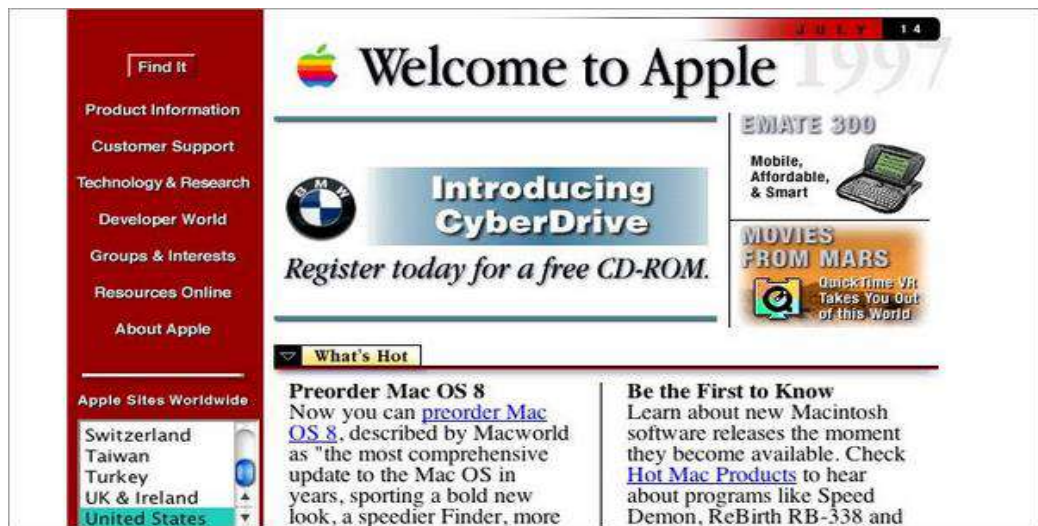 JULY 14
1997
Welcome to Apple
Find It
Product Information
Customer Support
Technology & Research
Developer World
Groups & Interests
Resources Online
About Apple
Apple Sites Worldwide
Switzerland
Taiwan
Turkey
UK & Ireland
United States
BMW
Introducing
CyberDrive
Register today for a free CD-ROM.
EMATE 300
Mobile,
Affordable,
& Smart
MOVIES
FROM MARS
QuickTime VR
Takes You Out
of this World
What's Hot
Preorder Mac OS 8
Now you can preorder Mac
OS 8, described by Macworld
as "the most comprehensive
update to the Mac OS in
years, sporting a bold new
look, a speedier Finder, more
Be the First to Know
Learn about new Macintosh
software releases the moment
they become available. Check
Hot Mac Products to hear
about programs like Speed
Demon, ReBirth RB-338 and